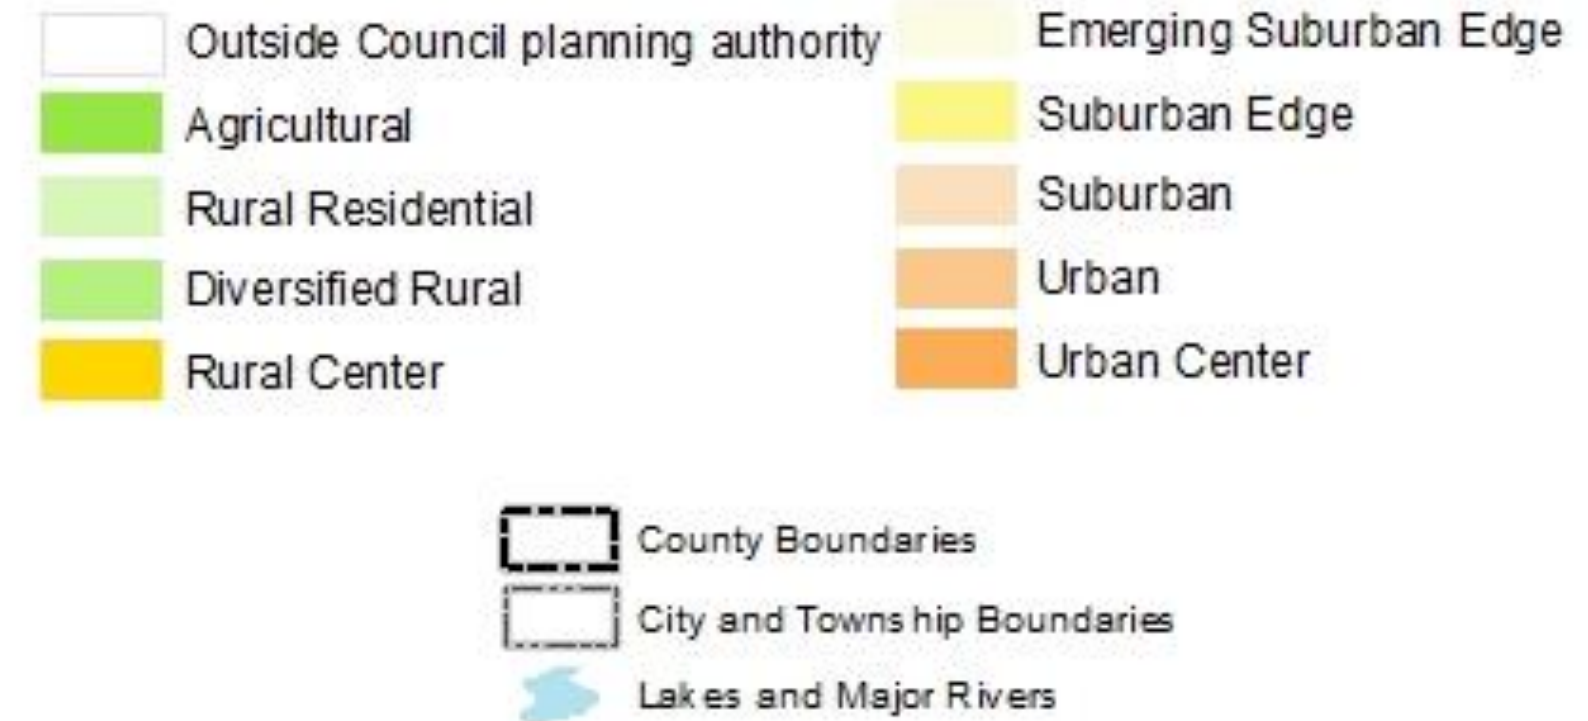 Outside Council planning authority
Agricultural
Rural Residential
Diversified Rural
Rural Center
Emerging Suburban Edge
Suburban Edge
Suburban
Urban
Urban Center
County Boundaries
City and Township Boundaries
Lakes and Major Rivers